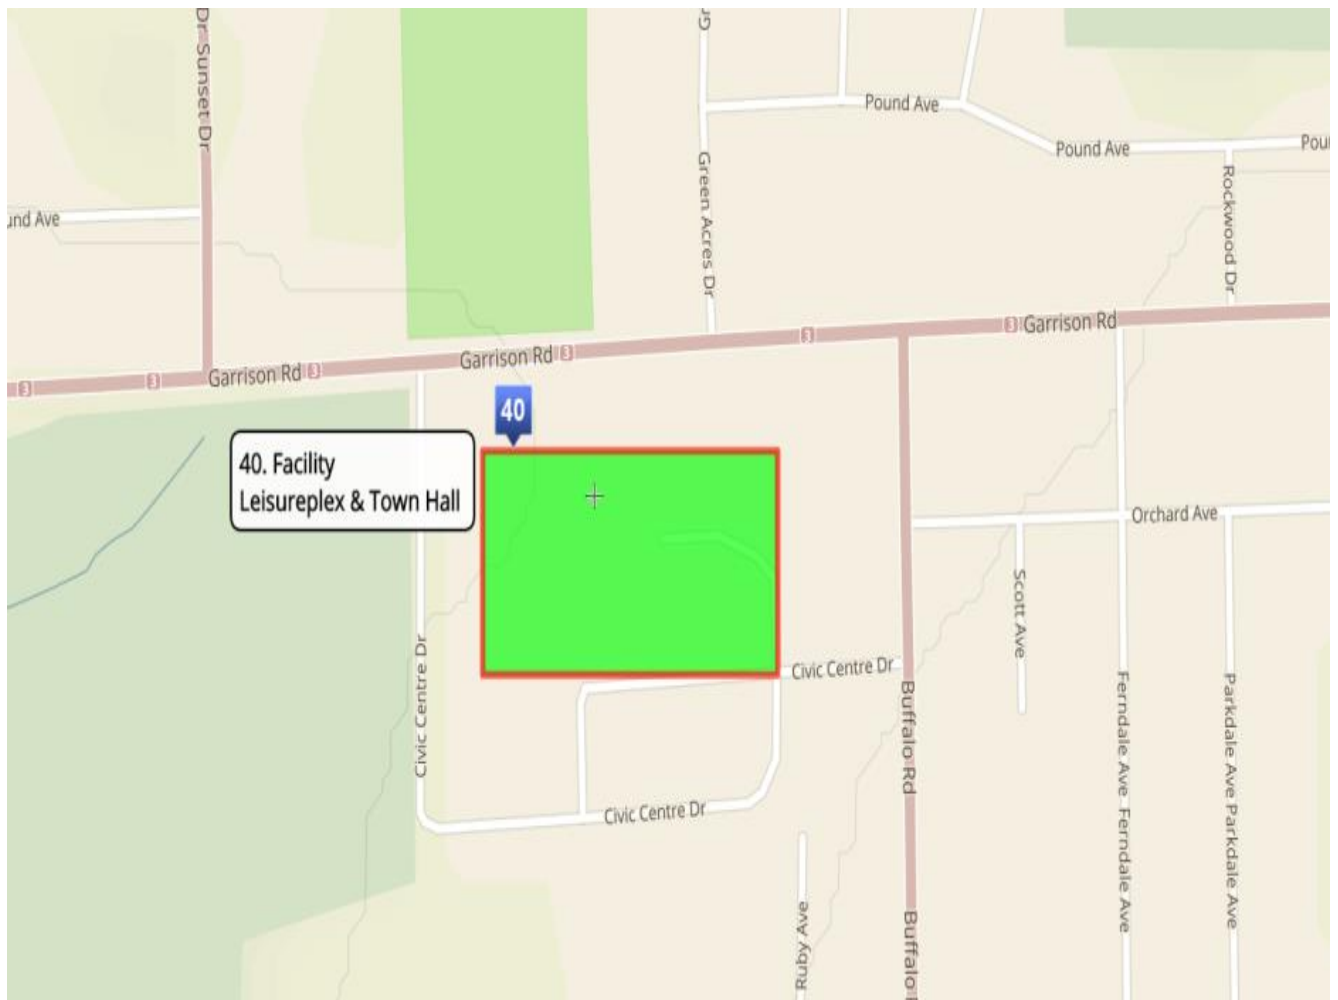 Dr
Sunset Dr
Gr
Pound Ave
Pound Ave
Pou
und Ave
Green Acres Dr
Rockwood Dr
3
3
Garrison Rd
3
Garrison Rd
3
3
3
Garrison Rd
40
40. Facility
Leisureplex & Town Hall
Orchard Ave
Scott Ave
Civic Centre Dr
Civic Centre Dr
Civic Centre Dr
Buffalo Rd
Buffalo
Ferndale Ave
Ferndale Ave
Parkdale Ave
Parkdale Ave
Ruby Ave